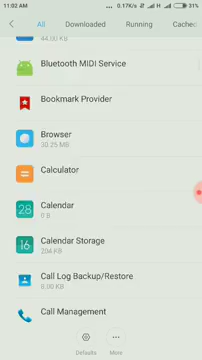 11:02 AM ... 0.17K/s H 31%
All Downloaded Running Cached
44.00 KB
Bluetooth MIDI Service
Bookmark Provider
Browser
30.25 MB
Calculator
Calendar
28
0 B
Calendar Storage
16
204 KB
Call Log Backup/Restore
8.00 KB
Call Management
Defaults More